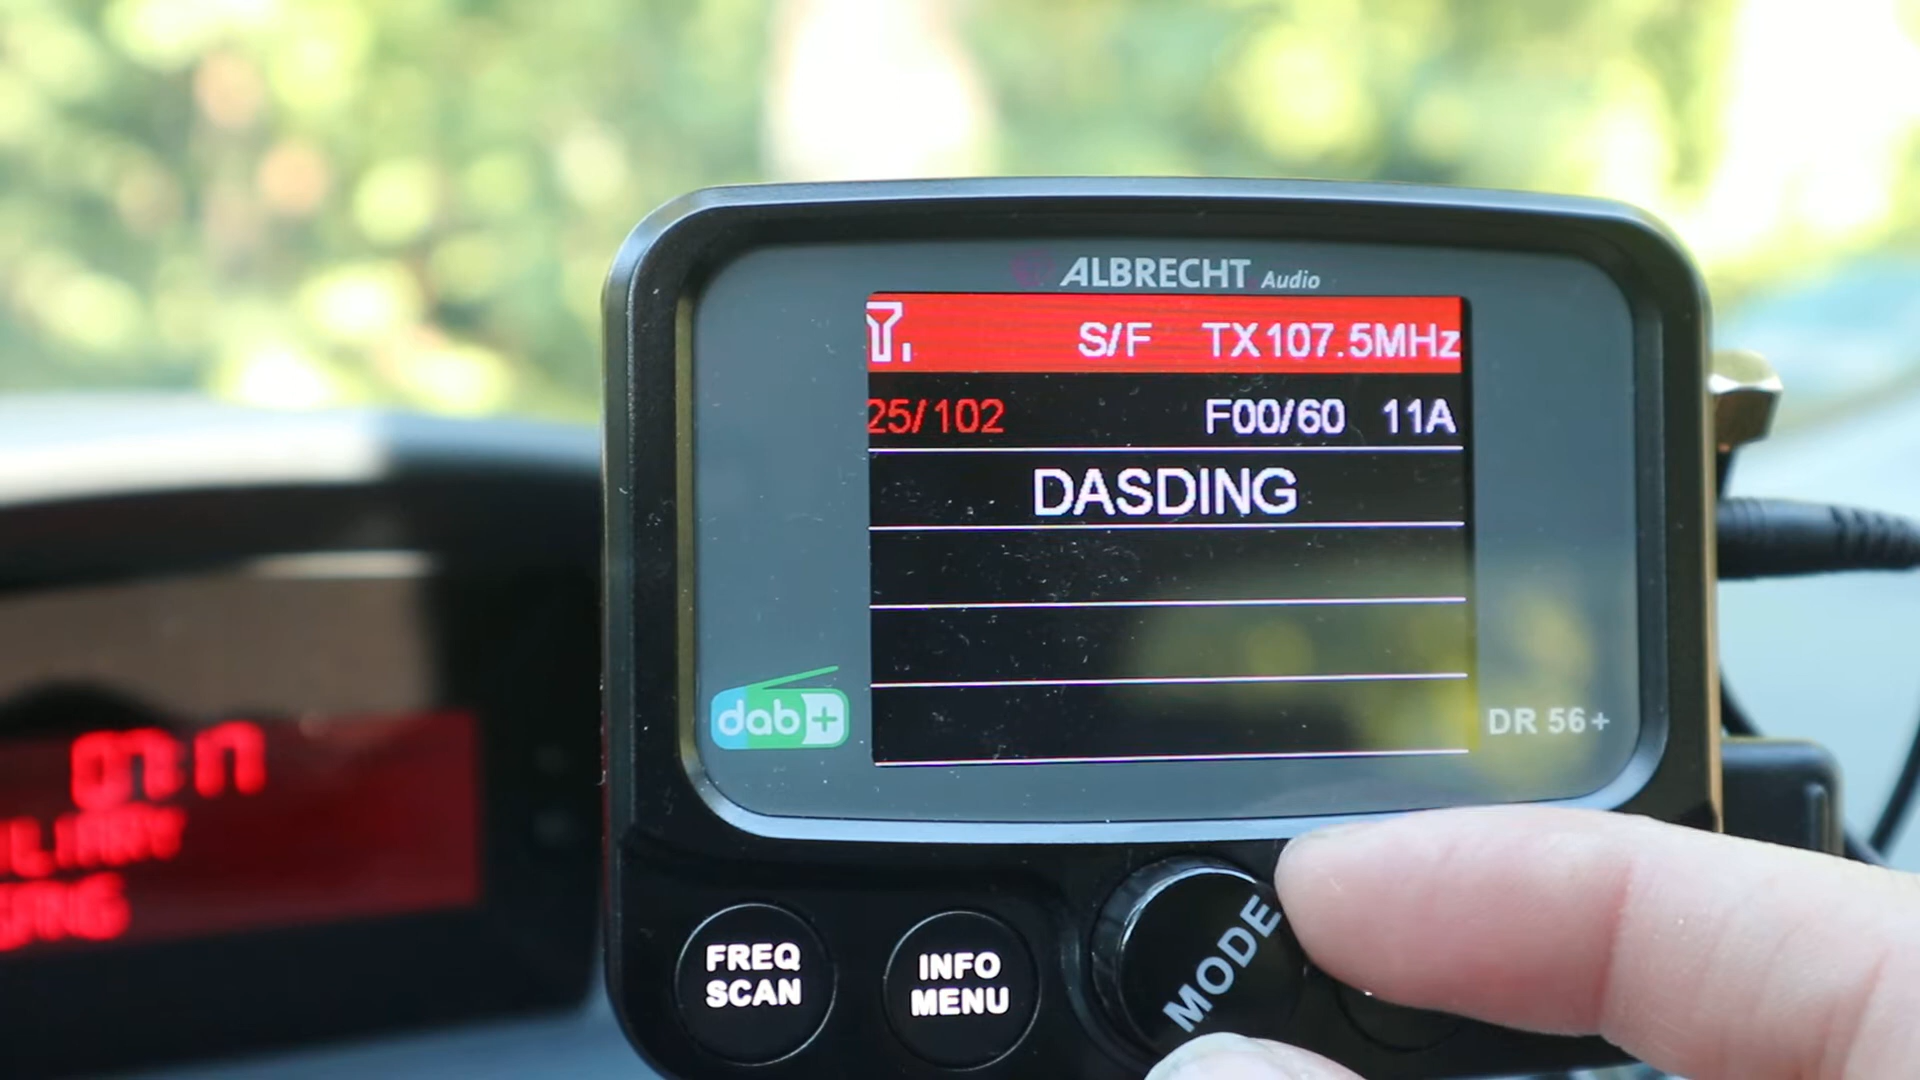 ALBRECHT Audio
S/F TX107.5MHz
25/102 F00/60 11A
DASDING
dab+
DR 56+
FREQ
SCAN
INFO
MENU
MODE